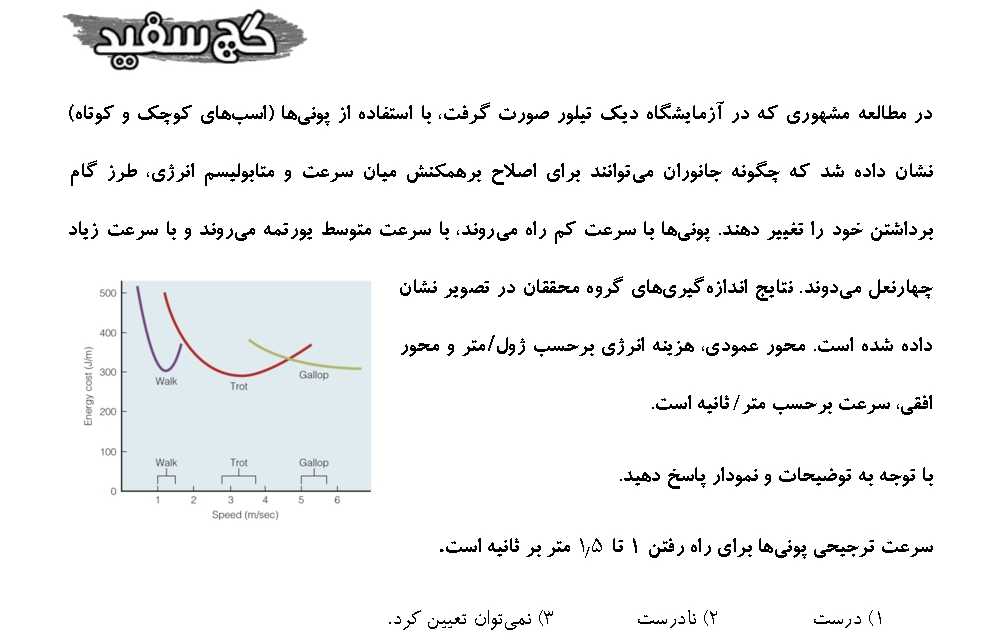 گچ سفید
در مطالعه مشهوری که در آزمایشگاه دیک تیلور صورت گرفت، با استفاده از پونی‌ها (اسب‌های کوچک و کوتاه)
نشان داده شد که چگونه جانوران می‌توانند برای اصلاح برهمکنش میان سرعت و متابولیسم انرژی، طرز گام
برداشتن خود را تغییر دهند. پونی‌ها با سرعت کم راه می‌روند، با سرعت متوسط یورتمه می‌روند و با سرعت زیاد
چهارنعل می‌دوند. نتایج اندازه‌گیری‌های گروه محققان در تصویر نشان
داده شده است. محور عمودی، هزینه انرژی برحسب ژول/متر و محور
افقی، سرعت برحسب متر/ثانیه است.
Energy cost (J/m)
500
400
300
200
100
0
Walk
Trot
Gallop
Walk
Trot
Gallop
1 2 3 4 5 6
Speed (m/sec)
با توجه به توضیحات و نمودار پاسخ دهید.
سرعت ترجیحی پونی‌ها برای راه رفتن ۱ تا ۱٫۵ متر بر ثانیه است.
۱) درست ۲) نادرست ۳) نمی‌توان تعیین کرد.